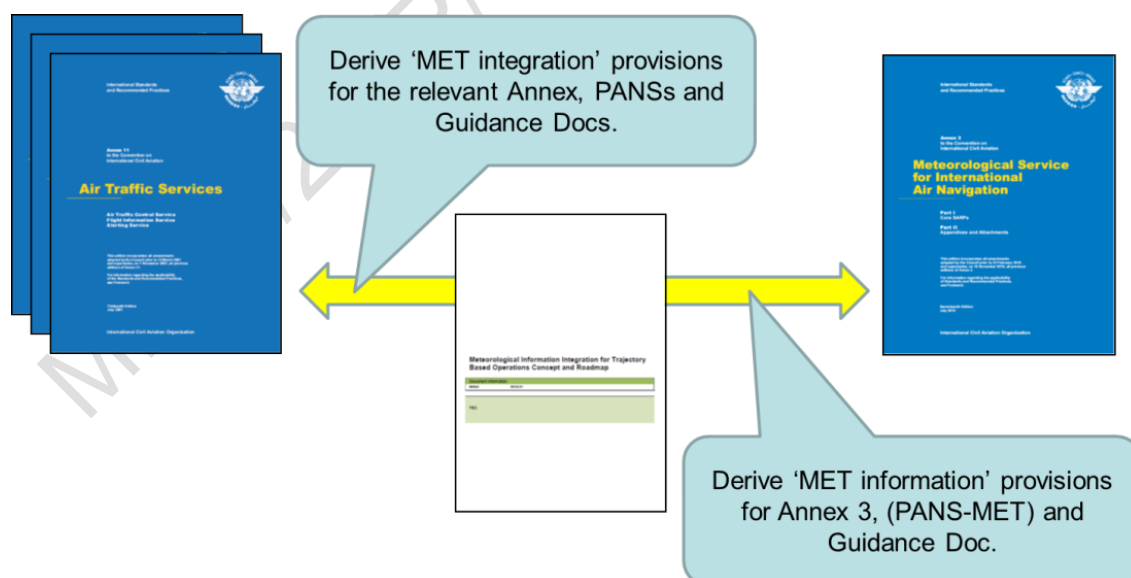 Derive ‘MET integration’ provisions
for the relevant Annex, PANSs and
Guidance Docs.
International Standards
and Recommended Practices
Annex 11
to the Convention on
International Civil Aviation
Air Traffic Services
Air Traffic Control Service
Flight Information Service
Alerting Service
International Civil Aviation Organization
International Standards
and Recommended Practices
Annex 3
to the Convention on
International Civil Aviation
Meteorological Service
for International
Air Navigation
Part I
Core SARPs
Part II
Appendices and Attachments
International Civil Aviation Organization
Meteorological Information Integration for Trajectory
Based Operations Concept and Roadmap
Derive ‘MET information’ provisions
for Annex 3, (PANS-MET) and
Guidance Doc.